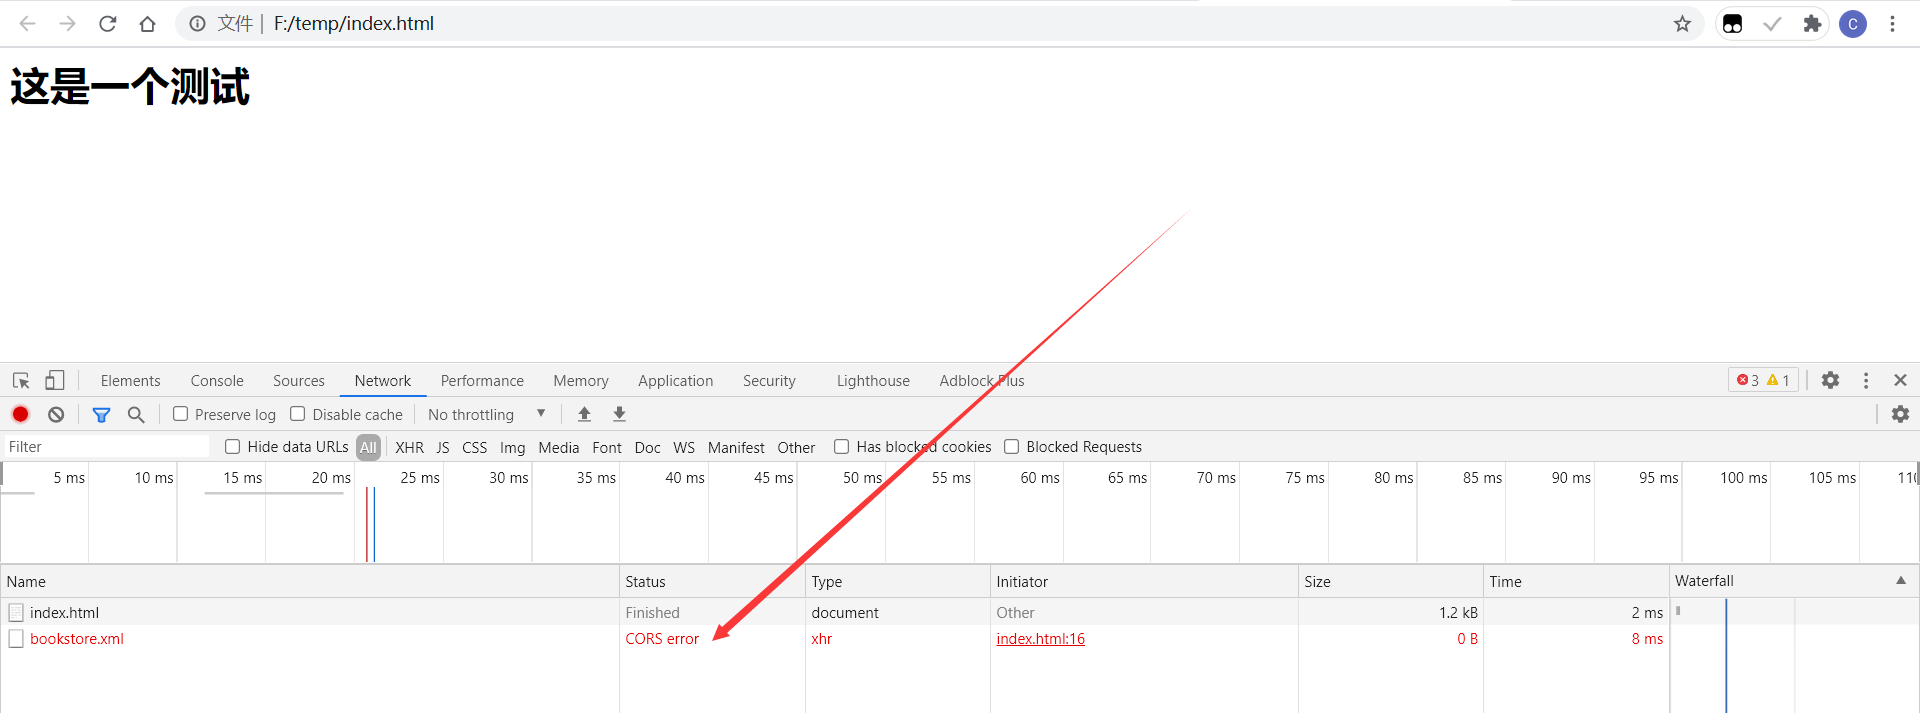 文件 | F:/temp/index.html C
这是一个测试
Elements Console Sources Network Performance Memory Application Security Lighthouse Adblock Plus 3 1
Preserve log Disable cache No throttling
Filter Hide data URLs All XHR JS CSS Img Media Font Doc WS Manifest Other Has blocked cookies Blocked Requests
5 ms 10 ms 15 ms 20 ms 25 ms 30 ms 35 ms 40 ms 45 ms 50 ms 55 ms 60 ms 65 ms 70 ms 75 ms 80 ms 85 ms 90 ms 95 ms 100 ms 105 ms
Name Status Type Initiator Size Time Waterfall
index.html Finished document Other 1.2 kB 2 ms
bookstore.xml CORS error xhr index.html:16 0 B 8 ms